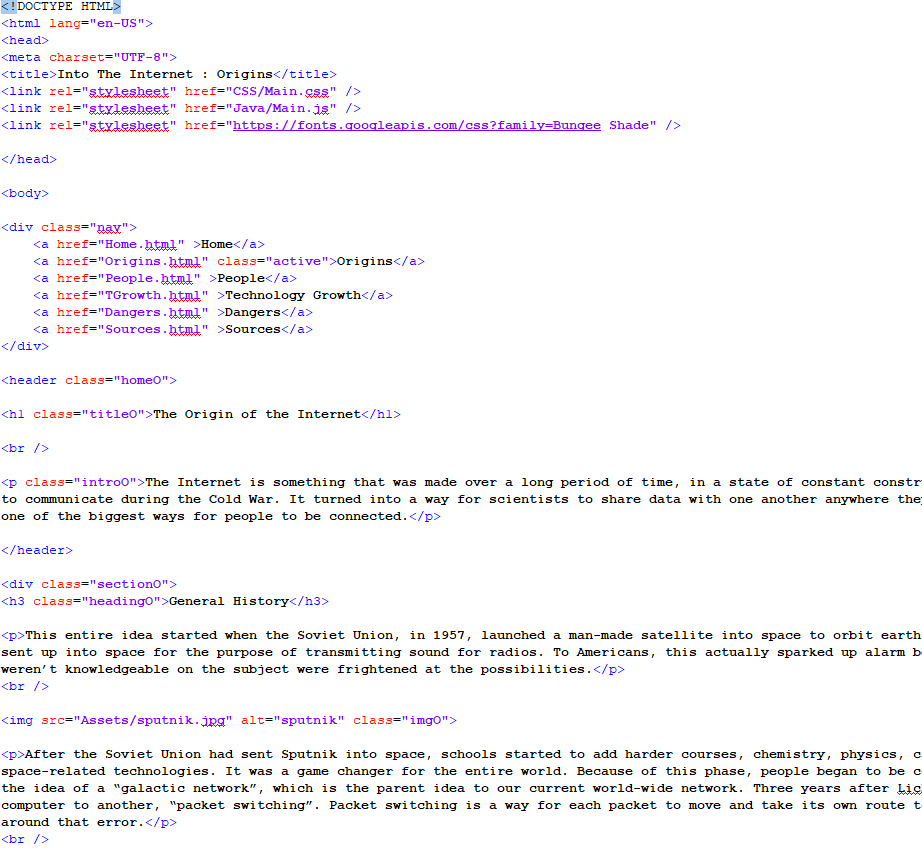 <!DOCTYPE HTML>
<html lang="en-US">
<head>
<meta charset="UTF-8">
<title>Into The Internet : Origins</title>
<link rel="stylesheet" href="CSS/Main.css" />
<link rel="stylesheet" href="Java/Main.js" />
<link rel="stylesheet" href="https://fonts.googleapis.com/css?family=Bungee Shade" />
</head>
<body>
<div class="nav">
<a href="Home.html" >Home</a>
<a href="Origins.html" class="active">Origins</a>
<a href="People.html" >People</a>
<a href="TGrowth.html" >Technology Growth</a>
<a href="Dangers.html" >Dangers</a>
<a href="Sources.html" >Sources</a>
</div>
<header class="homeO">
<h1 class="titleO">The Origin of the Internet</h1>
<br />
<p class="introO">The Internet is something that was made over a long period of time, in a state of constant
to communicate during the Cold War. It turned into a way for scientists to share data with one another anywhere
one of the biggest ways for people to be connected.</p>
</header>
<div class="sectionO">
<h3 class="headingO">General History</h3>
<p>This entire idea started when the Soviet Union, in 1957, launched a man-made satellite into space to orbit earth
sent up into space for the purpose of transmitting sound for radios. To Americans, this actually sparked up alarm
weren’t knowledgeable on the subject were frightened at the possibilities.</p>
<br />
<img src="Assets/sputnik.jpg" alt="sputnik" class="imgO">
<p>After the Soviet Union had sent Sputnik into space, schools started to add harder courses, chemistry, physics,
space-related technologies. It was a game changer for the entire world. Because of this phase, people began to be
the idea of a “galactic network”, which is the parent idea to our current world-wide network. Three years after
computer to another, “packet switching”. Packet switching is a way for each packet to move and take its own route
around that error.</p>
<br />